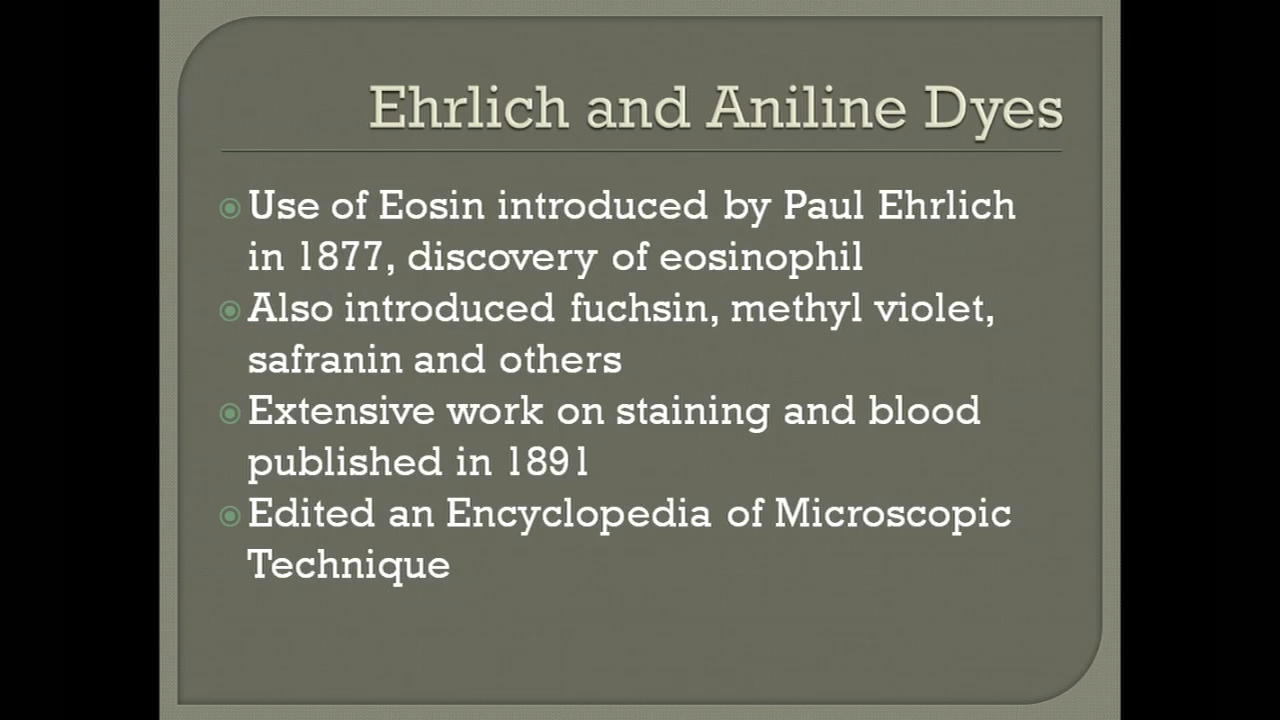 Ehrlich and Aniline Dyes
Use of Eosin introduced by Paul Ehrlich
in 1877, discovery of eosinophil
Also introduced fuchsin, methyl violet,
safranin and others
Extensive work on staining and blood
published in 1891
Edited an Encyclopedia of Microscopic
Technique